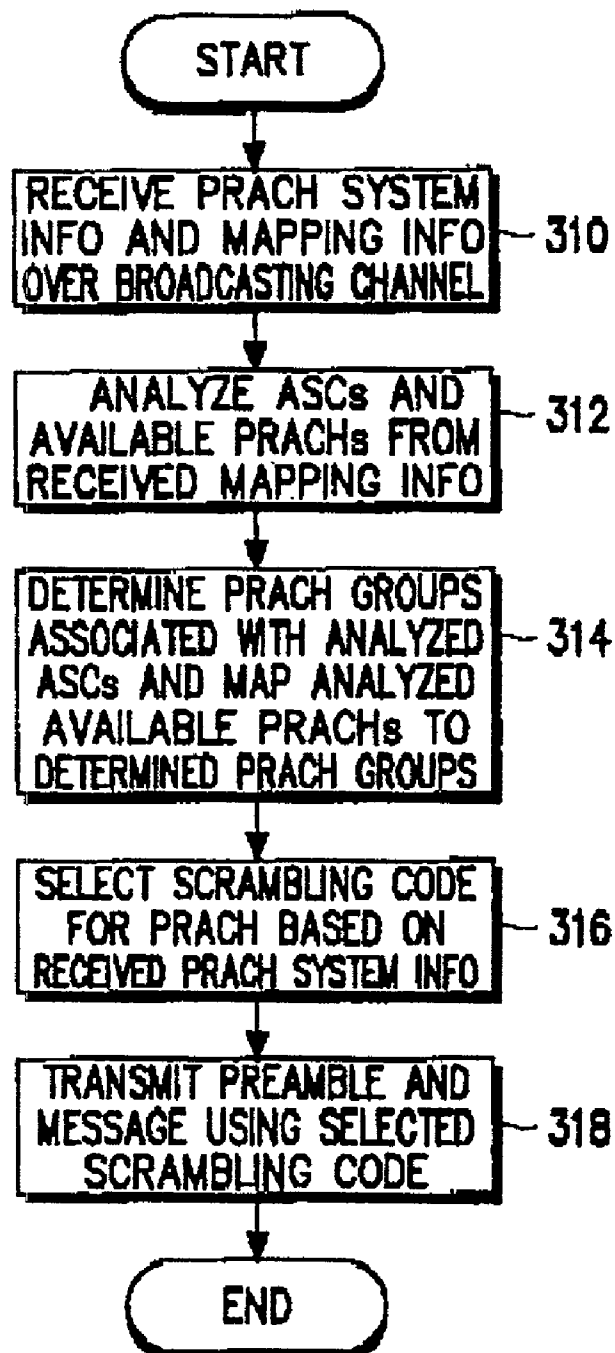 START
RECEIVE PRACH SYSTEM
INFO AND MAPPING INFO
OVER BROADCASTING CHANNEL
310
ANALYZE ASCs AND
AVAILABLE PRACHs FROM
RECEIVED MAPPING INFO
312
DETERMINE PRACH GROUPS
ASSOCIATED WITH ANALYZED
ASCs AND MAP ANALYZED
AVAILABLE PRACHs TO
DETERMINED PRACH GROUPS
314
SELECT SCRAMBLING CODE
FOR PRACH BASED ON
RECEIVED PRACH SYSTEM INFO
316
TRANSMIT PREAMBLE AND
MESSAGE USING SELECTED
SCRAMBLING CODE
318
END